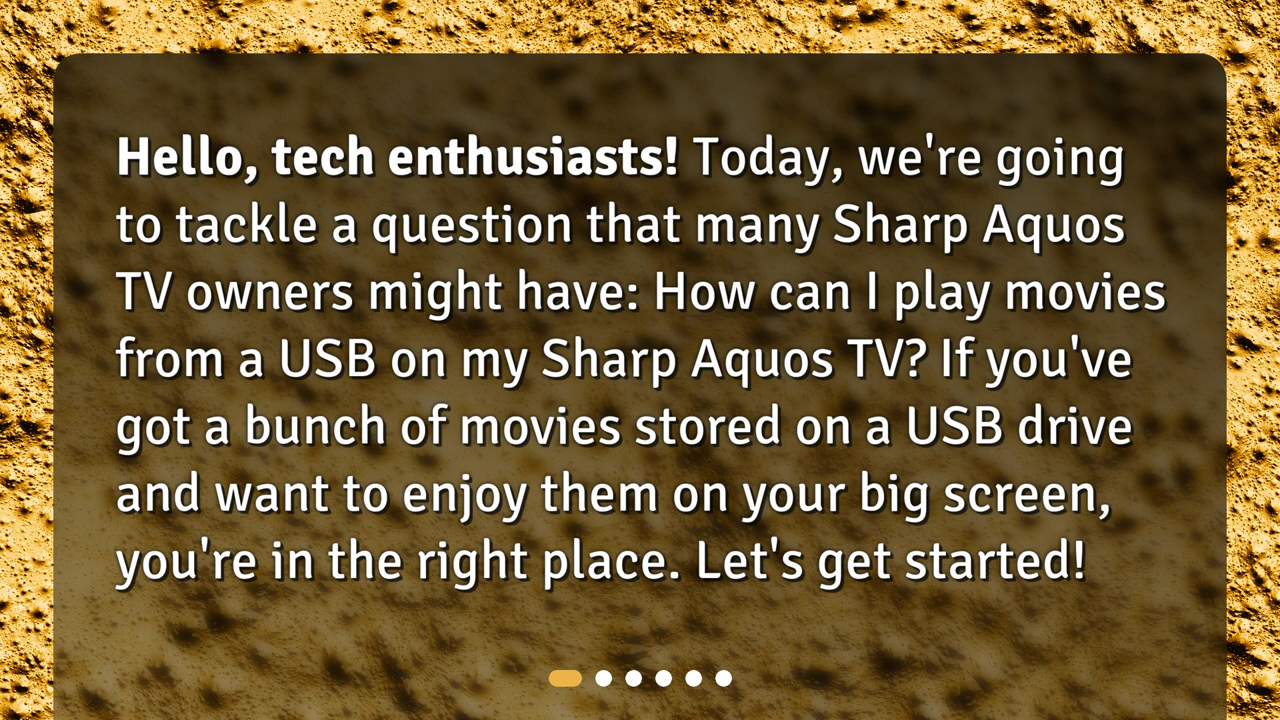 Hello, tech enthusiasts! Today, we're going
to tackle a question that many Sharp Aquos
TV owners might have: How can I play movies
from a USB on my Sharp Aquos TV? If you've
got a bunch of movies stored on a USB drive
and want to enjoy them on your big screen,
you're in the right place. Let's get started!